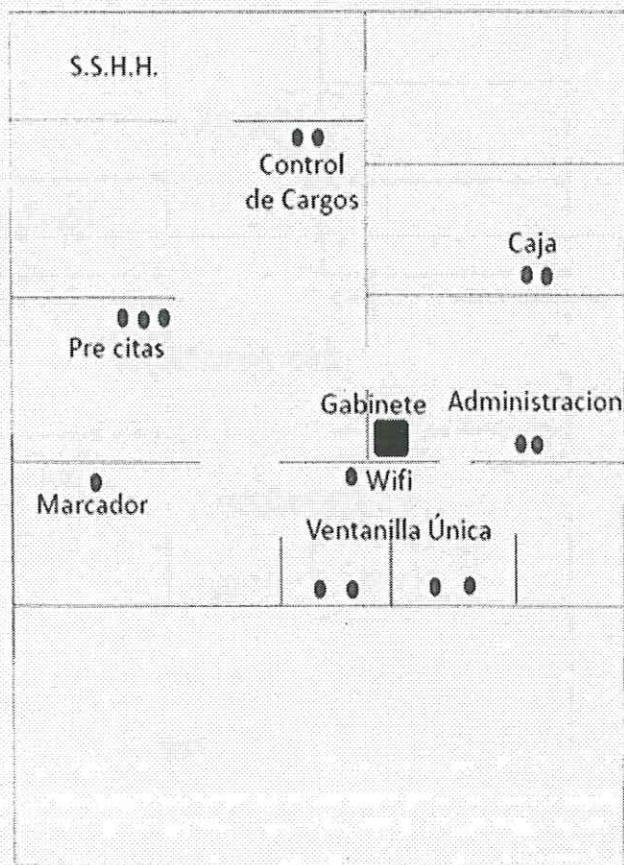 S.S.H.H.
Control
de Cargos
Caja
Pre citas
Gabinete
Administracion
Wifi
Marcador
Ventanilla Única